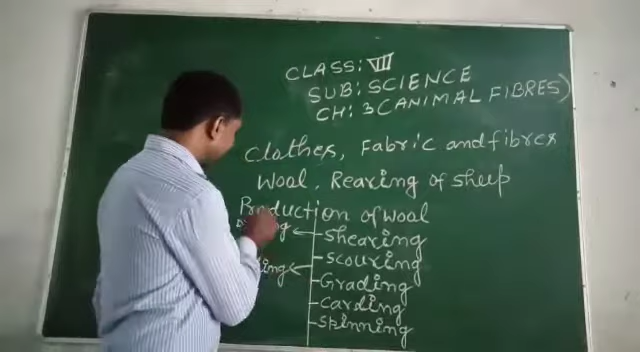 CLASS: VII
SUB: SCIENCE
CH: 3 (ANIMAL FIBRES)
Clothes, Fabric and fibres
Wool, Rearing of sheep
Production of wool
Shearing
Scouring
Grading
Carding
Spinning